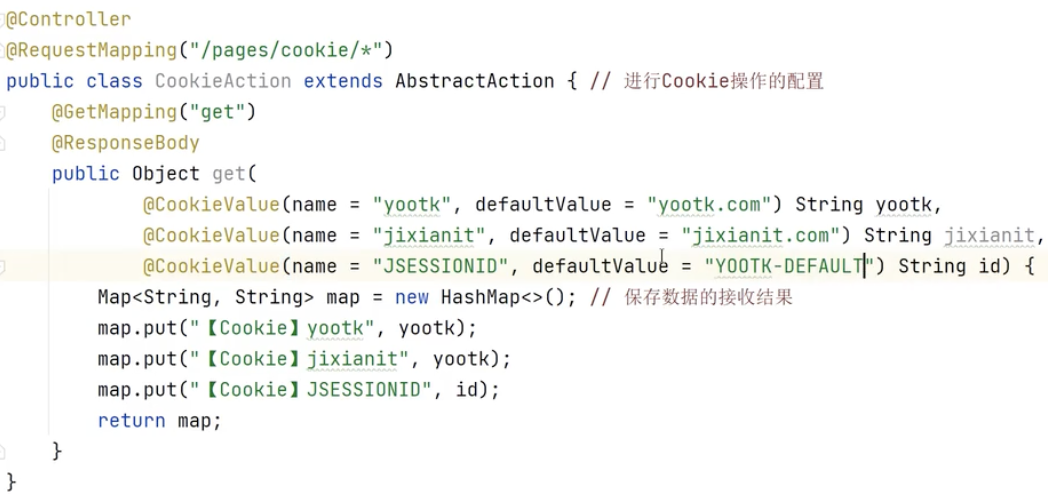 @Controller
@RequestMapping("/pages/cookie/*")
public class CookieAction extends AbstractAction { // 进行Cookie操作的配置
    @GetMapping("get")
    @ResponseBody
    public Object get(
            @CookieValue(name = "yootk", defaultValue = "yootk.com") String yootk,
            @CookieValue(name = "jixianit", defaultValue = "jixianit.com") String jixianit,
            @CookieValue(name = "JSESSIONID", defaultValue = "YOOTK-DEFAULT") String id) {
        Map<String, String> map = new HashMap<>(); // 保存数据的接收结果
        map.put("【Cookie】yootk", yootk);
        map.put("【Cookie】jixianit", yootk);
        map.put("【Cookie】JSESSIONID", id);
        return map;
    }
}